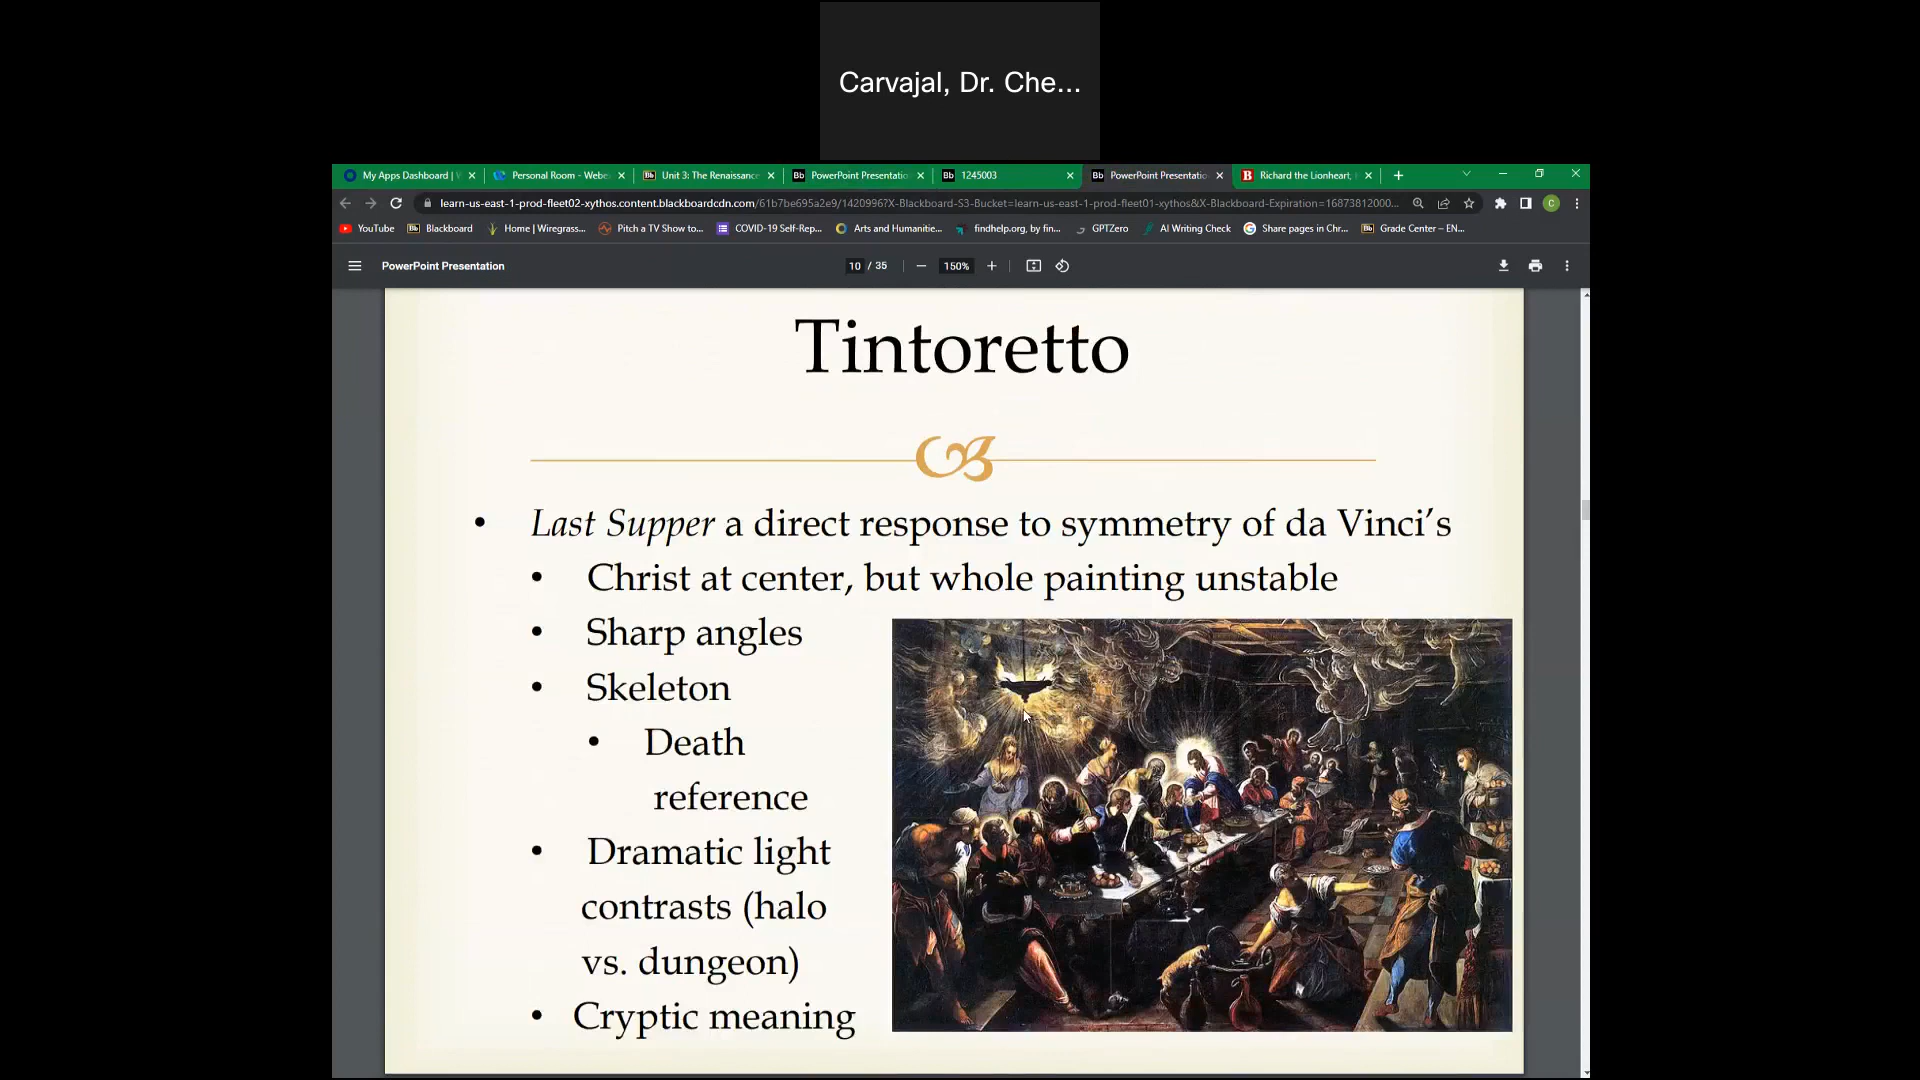 Carvajal, Dr. Che...
My Apps Dashboard | W
Personal Room - Webe
Unit 3: The Renaissance
PowerPoint Presentatio
1245003
PowerPoint Presentatio
Richard the Lionheart,
learn-us-east-1-prod-fleet02-xythos.content.blackboardcdn.com/61b7be695a2e9/1420996?X-Blackboard-S3-Bucket=learn-us-east-1-prod-fleet01-xythos&X-Blackboard-Expiration=16873812000...
YouTube
Blackboard
Home | Wiregrass...
Pitch a TV Show to...
COVID-19 Self-Rep...
Arts and Humanitie...
findhelp.org, by fin...
GPTZero
AI Writing Check
Share pages in Chr...
Grade Center – EN...
PowerPoint Presentation
10 / 35
150%
Tintoretto
• Last Supper a direct response to symmetry of da Vinci’s
• Christ at center, but whole painting unstable
• Sharp angles
• Skeleton
• Death
reference
• Dramatic light
contrasts (halo
vs. dungeon)
• Cryptic meaning